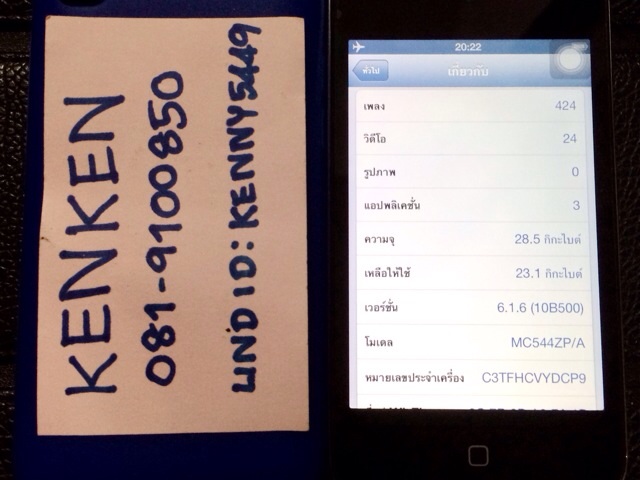 KENKEN
081-9100850
LINE ID: KENNY5449
20:22
ทั่วไป
เกี่ยวกับ
เพลง 424
วิดีโอ 24
รูปภาพ 0
แอปพลิเคชั่น 3
ความจุ 28.5 กิกะไบต์
เหลือให้ใช้ 23.1 กิกะไบต์
เวอร์ชั่น 6.1.6 (10B500)
โมเดล MC544ZP/A
หมายเลขประจำเครื่อง C3TFHCVYDCP9